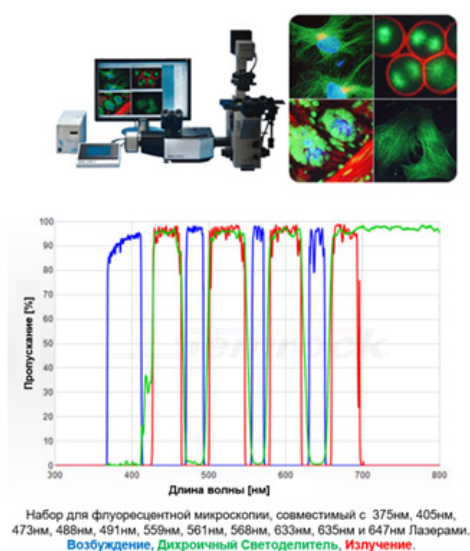 100
90
80
70
60
50
40
30
20
10
0
Пропускание [%]
semrock
300 400 500 600 700 800
Длина волны [нм]
Набор для флуоресцентной микроскопии, совместимый с 375нм, 405нм,
473нм, 488нм, 491нм, 559нм, 561нм, 568нм, 633нм, 635нм и 647нм Лазерами.
Возбуждение, Дихроичный Светоделитель, Излучение.